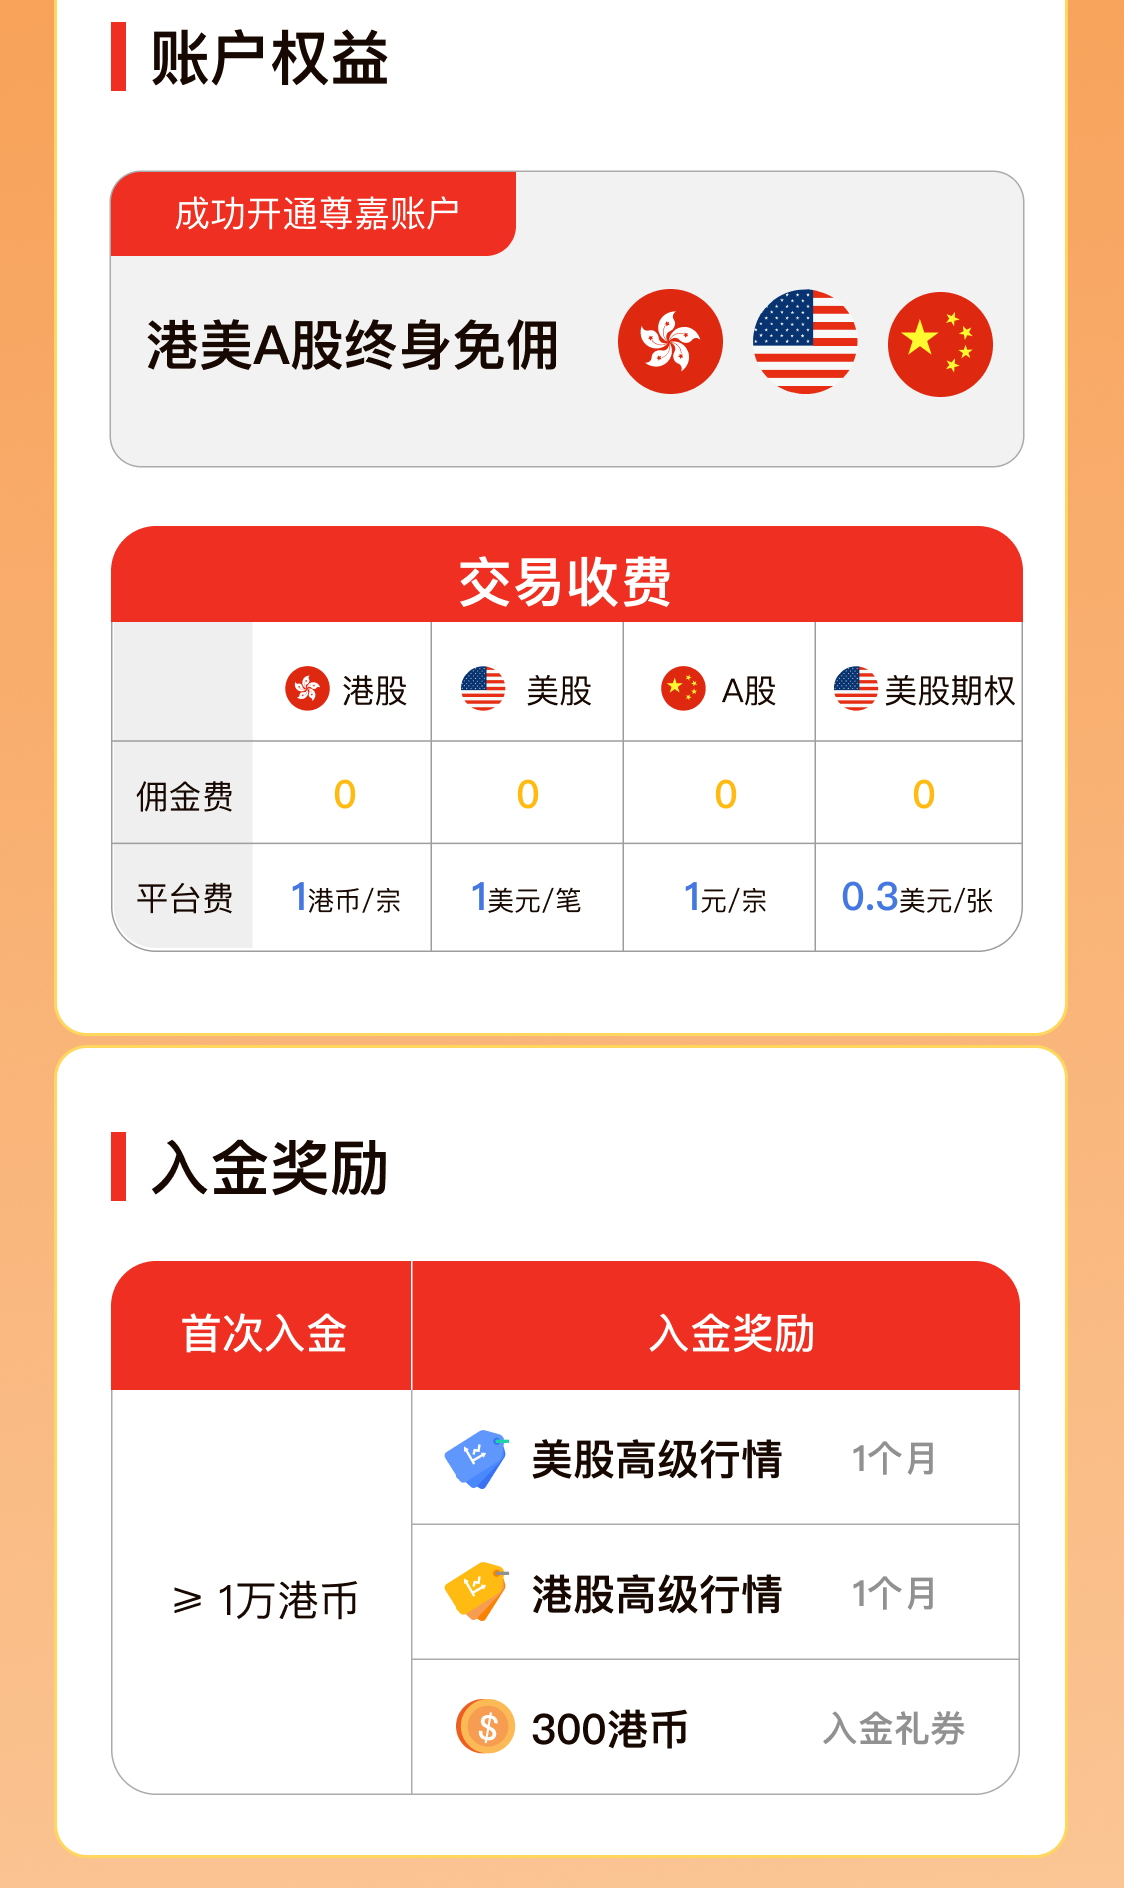 账户权益
成功开通尊嘉账户
港美A股终身免佣
交易收费
港股 美股 A股 美股期权
佣金费 0 0 0 0
平台费 1港币/宗 1美元/笔 1元/宗 0.3美元/张
入金奖励
首次入金 入金奖励
美股高级行情 1个月
≥ 1万港币
港股高级行情 1个月
$ 300港币 入金礼券